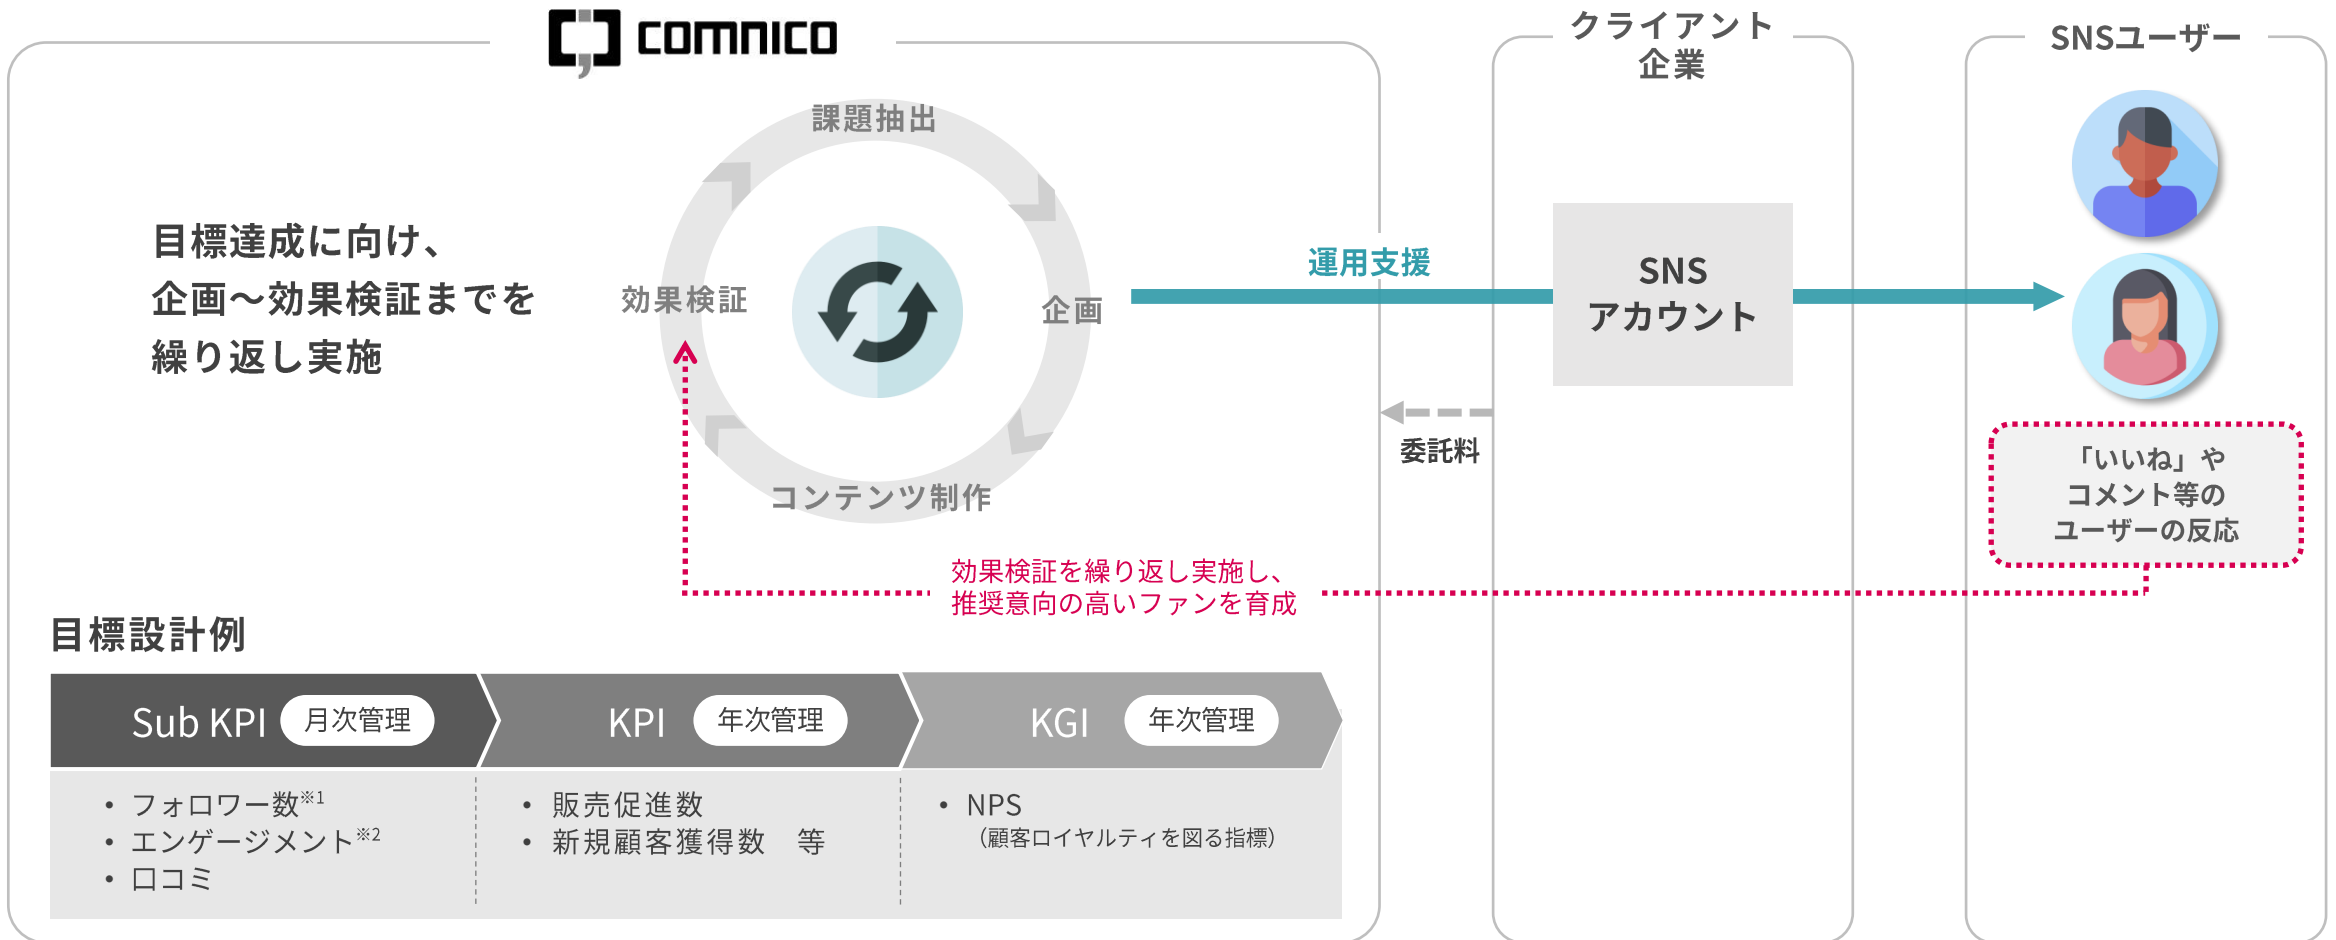 comnico
クライアント
企業
SNSユーザー
課題抽出
目標達成に向け、
企画〜効果検証までを
繰り返し実施
効果検証
企画
コンテンツ制作
運用支援
SNS
アカウント
委託料
「いいね」や
コメント等の
ユーザーの反応
効果検証を繰り返し実施し、
推奨意向の高いファンを育成
目標設計例
Sub KPI 月次管理
KPI 年次管理
KGI 年次管理
• フォロワー数※1
• エンゲージメント※2
• 口コミ
• 販売促進数
• 新規顧客獲得数　等
• NPS
（顧客ロイヤルティを図る指標）